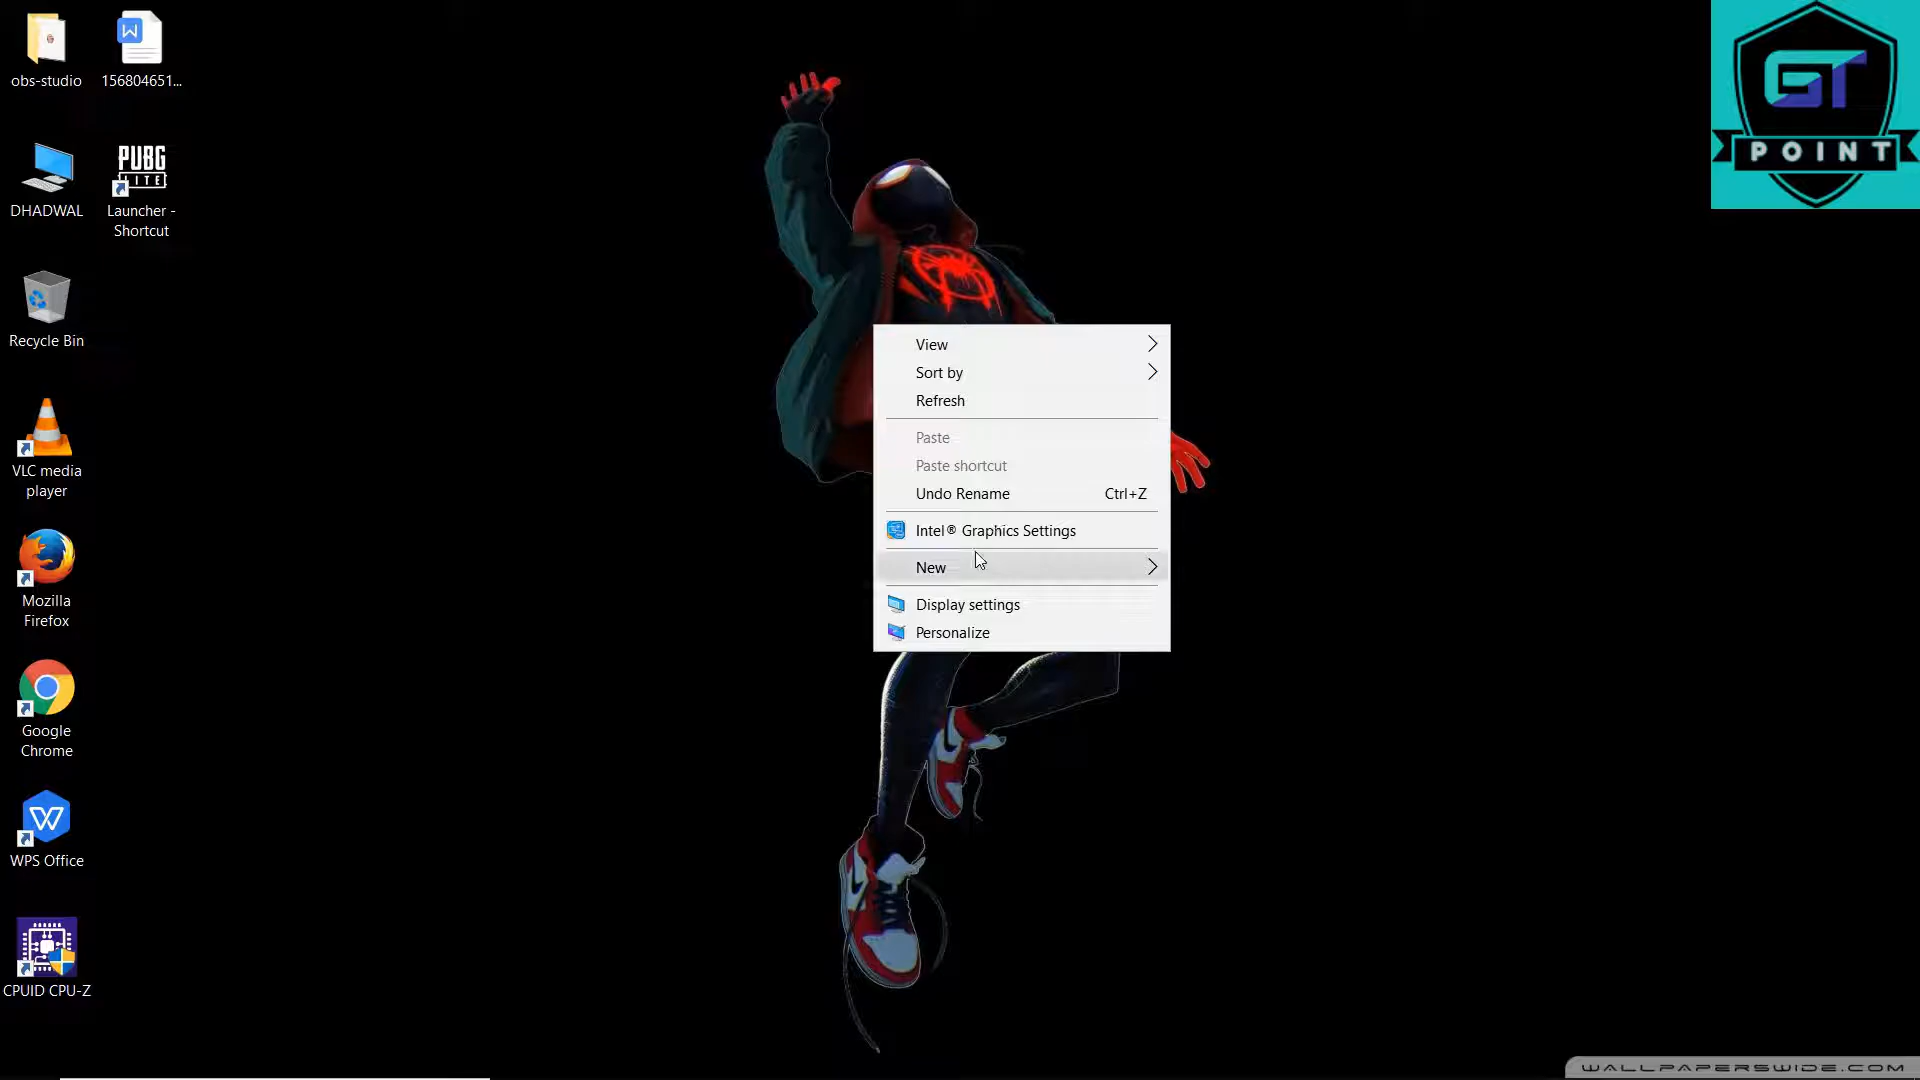 obs-studio
156804651...
DHADWAL
PUBG
LITE
Launcher -
Shortcut
Recycle Bin
VLC media
player
Mozilla
Firefox
Google
Chrome
WPS Office
CPUID CPU-Z
View
Sort by
Refresh
Paste
Paste shortcut
Undo Rename Ctrl+Z
Intel® Graphics Settings
New
Display settings
Personalize
GT
POINT
WALLPAPERSWIDE.COM